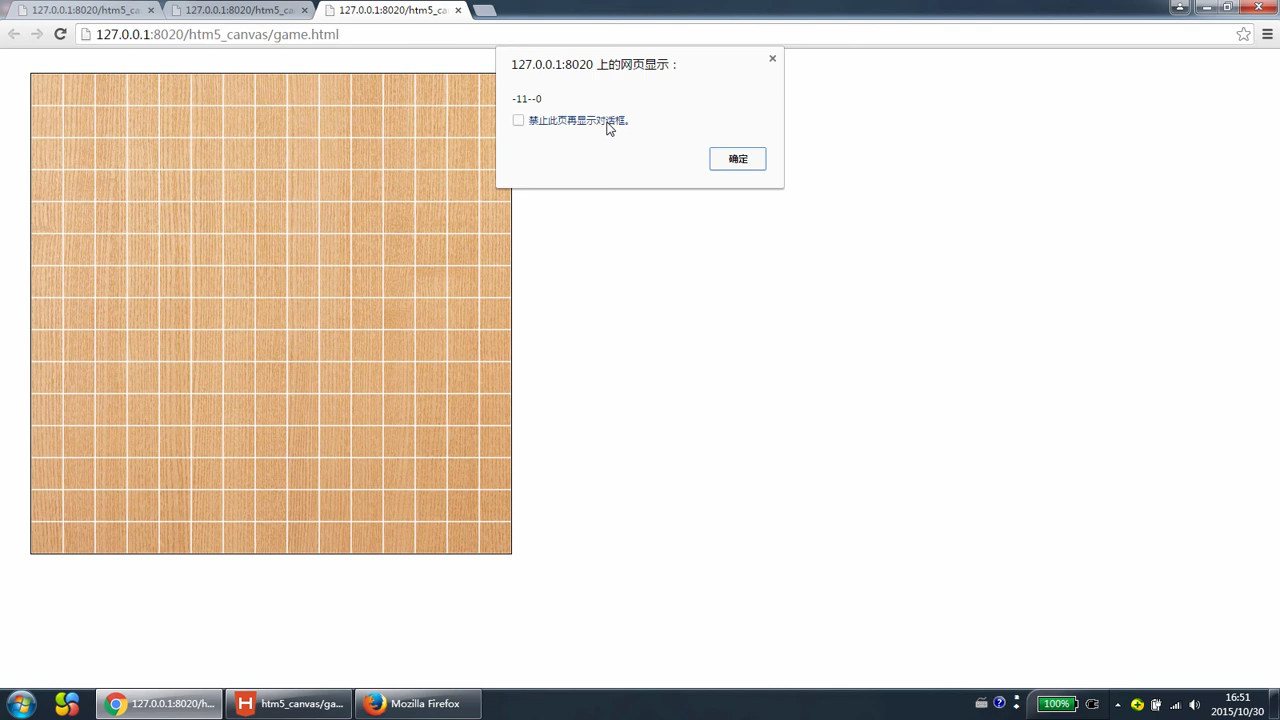 127.0.0.1:8020/htm5_ca
127.0.0.1:8020/htm5_ca
127.0.0.1:8020/htm5_ca
127.0.0.1:8020/htm5_canvas/game.html
127.0.0.1:8020 上的网页显示：
-11--0
禁止此页再显示对话框。
确定
127.0.0.1:8020/h...
htm5_canvas/ga...
Mozilla Firefox
100%
16:51
2015/10/30